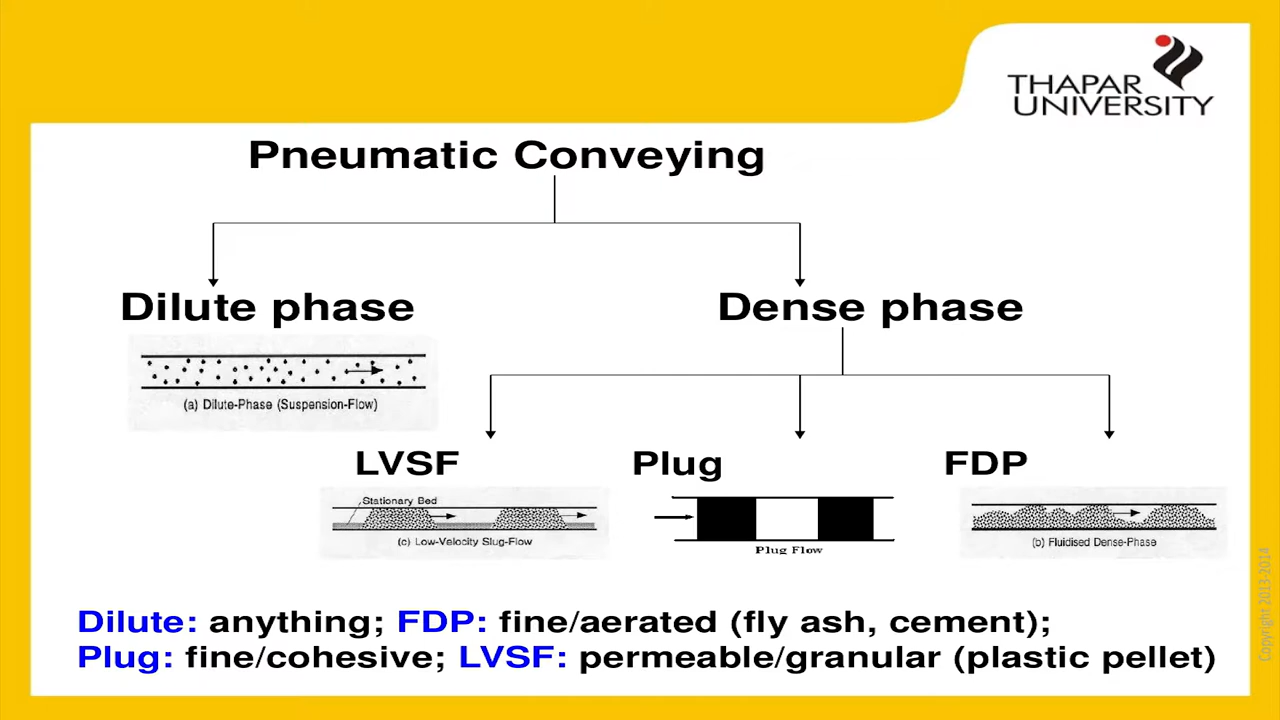 THAPAR
UNIVERSITY
Pneumatic Conveying
Dilute phase
Dense phase
(a) Dilute-Phase (Suspension-Flow)
LVSF
Plug
FDP
Stationary Bed
(c) Low-Velocity Slug-Flow
Plug Flow
(b) Fluidised Dense-Phase
Dilute: anything; FDP: fine/aerated (fly ash, cement);
Plug: fine/cohesive; LVSF: permeable/granular (plastic pellet)
Copyright 2013-2014